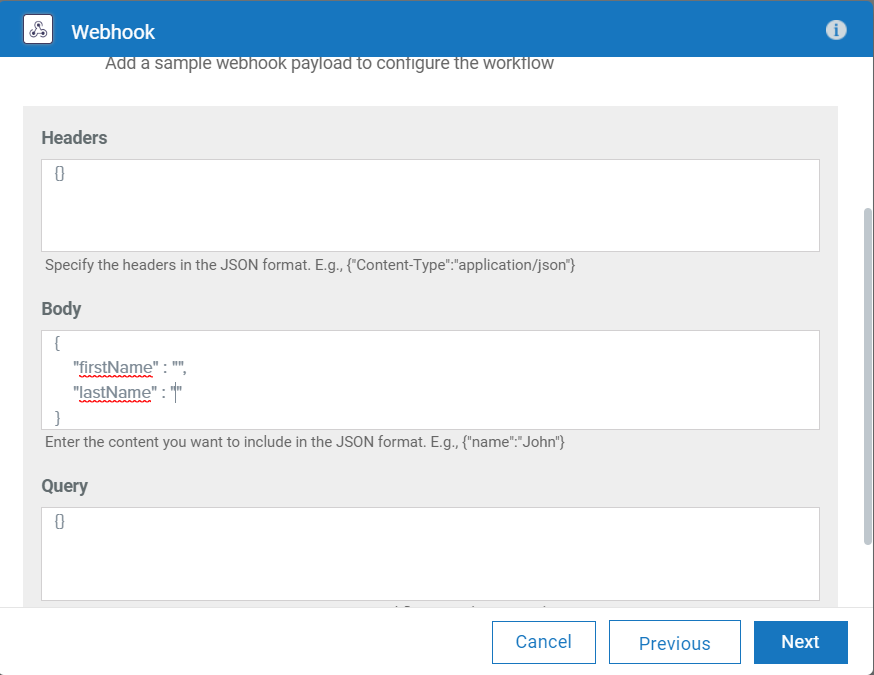 Webhook
Add a sample webhook payload to configure the workflow
Headers
{}
Specify the headers in the JSON format. E.g., {"Content-Type":"application/json"}
Body
{
"firstName" : "",
"lastName" : ""
}
Enter the content you want to include in the JSON format. E.g., {"name":"John"}
Query
{}
Cancel
Previous
Next